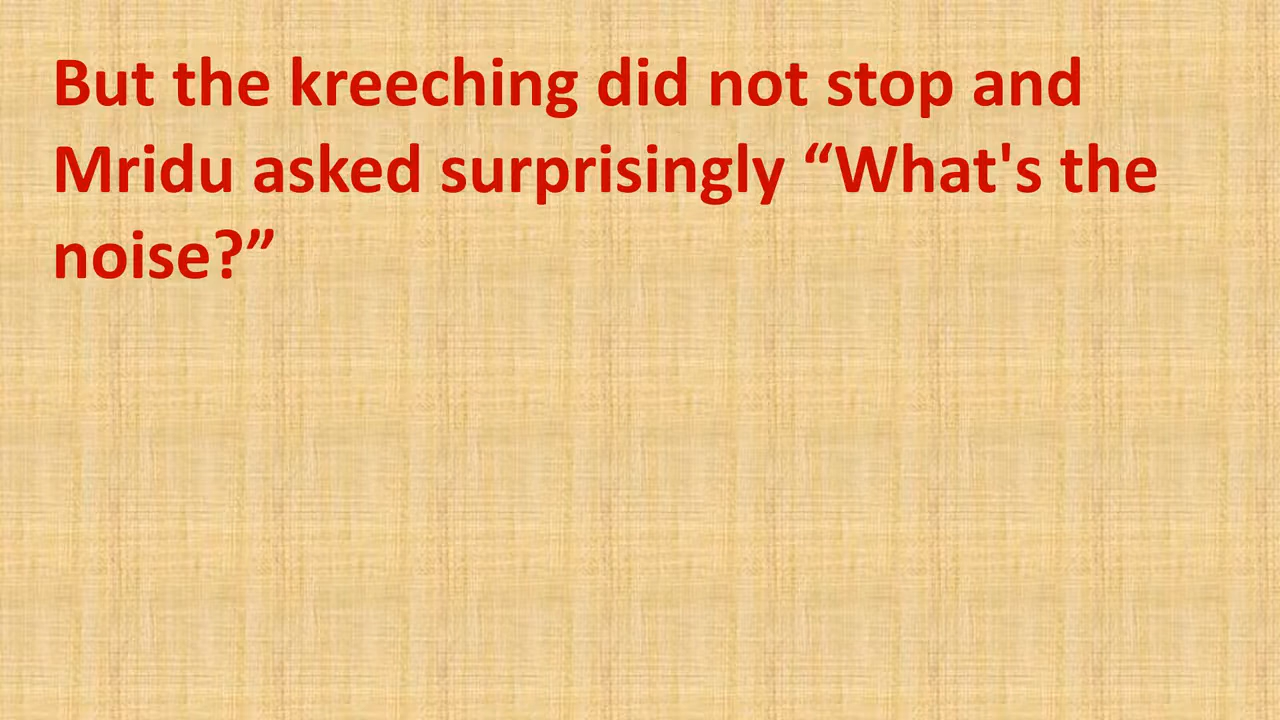 But the kreeching did not stop and
Mridu asked surprisingly “What's the
noise?”